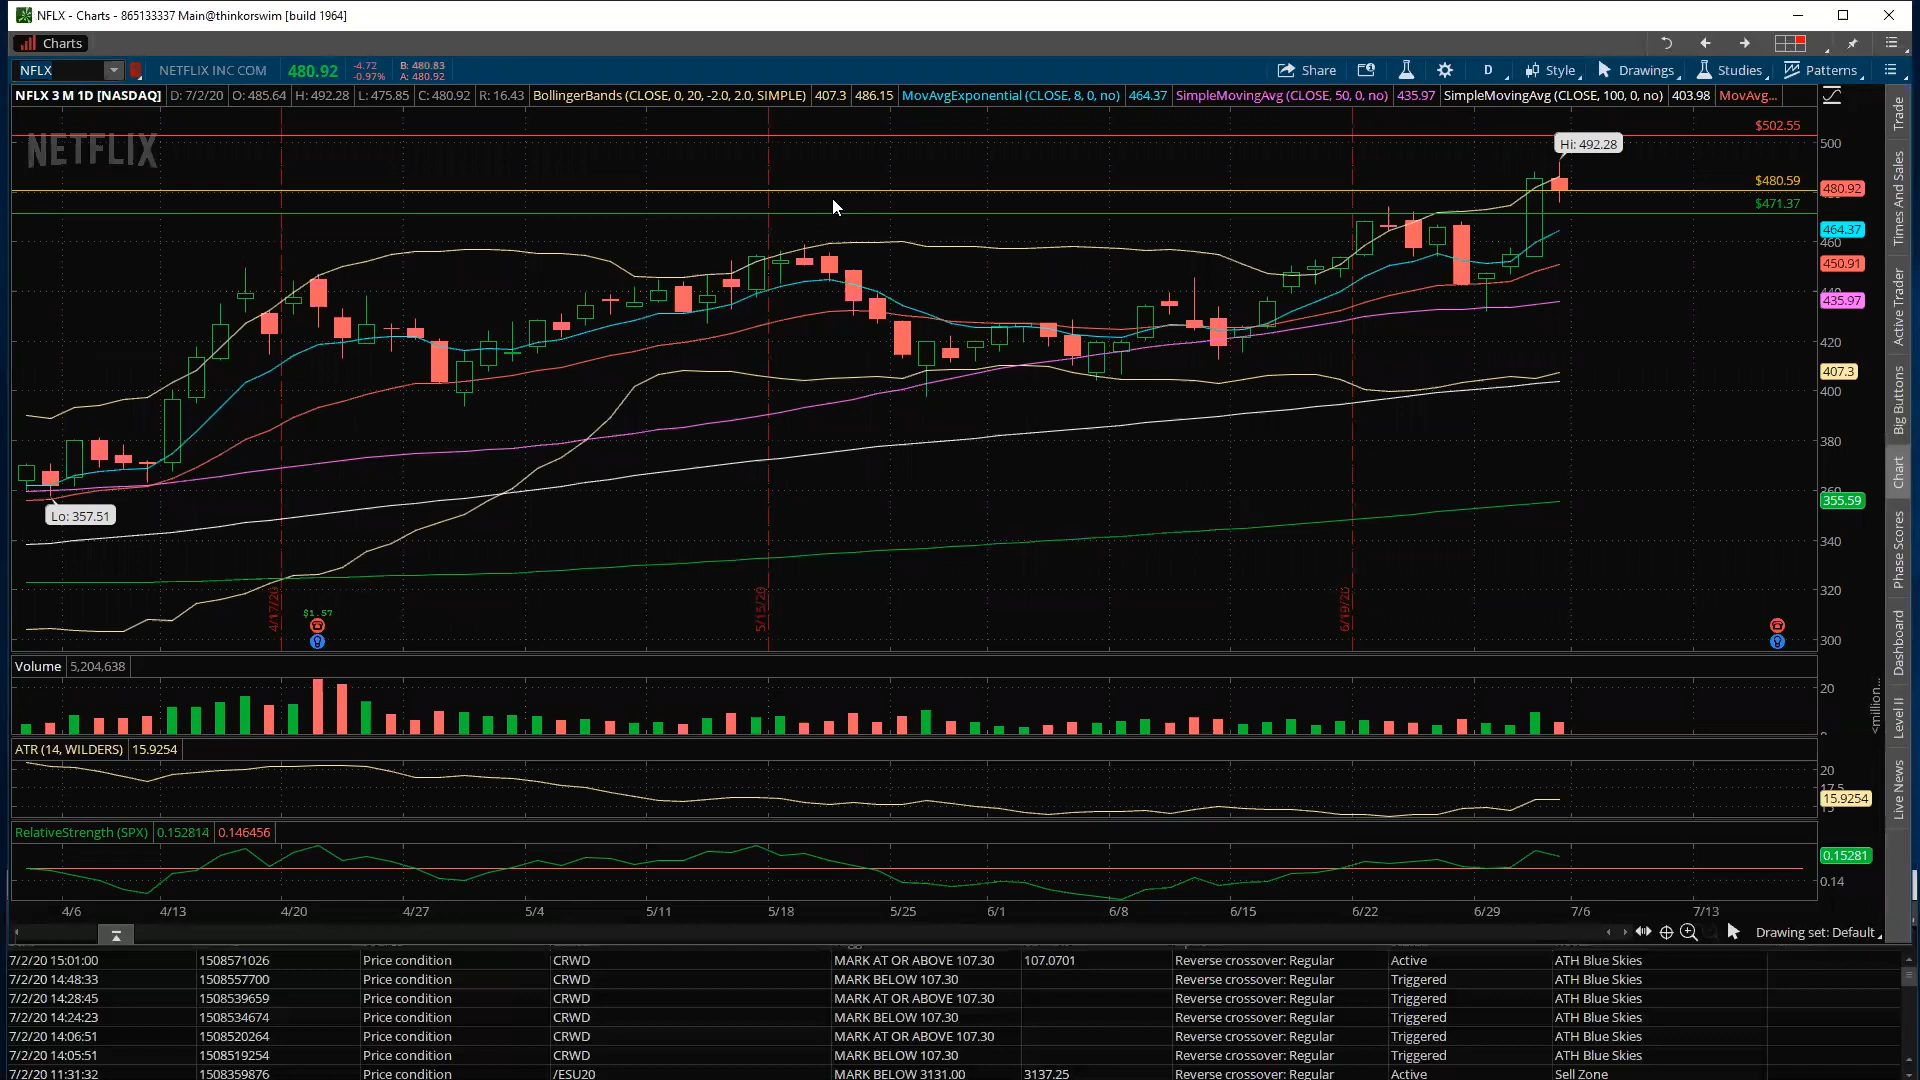 NFLX - Charts - 865133337 Main@thinkorswim [build 1964]
Charts
NFLX NETFLIX INC COM 480.92 -4.72 -0.97% B: 480.83 A: 480.92 Share D Style Drawings Studies Patterns
NFLX 3 M 1D [NASDAQ] D: 7/2/20 O: 485.64 H: 492.28 L: 475.85 C: 480.92 R: 16.43 BollingerBands (CLOSE, 0, 20, -2.0, 2.0, SIMPLE) 407.3 486.15 MovAvgExponential (CLOSE, 8, 0, no) 464.37 SimpleMovingAvg (CLOSE, 50, 0, no) 435.97 SimpleMovingAvg (CLOSE, 100, 0, no) 403.98 MovAvg...
NETFLIX
$502.55
Hi: 492.28
500
$480.59
480.92
$471.37
464.37
460
450.91
440
435.97
420
407.3
400
380
360
355.59
Lo: 357.51
340
320
300
4/17/20
5/15/20
6/19/20
$1.57
Volume 5,204,638
20
<million...
ATR (14, WILDERS) 15.9254
20
17.5
15.9254
RelativeStrength (SPX) 0.152814 0.146456
0.15281
0.14
4/6 4/13 4/20 4/27 5/4 5/11 5/18 5/25 6/1 6/8 6/15 6/22 6/29 7/6 7/13
Drawing set: Default
Trade
Times And Sales
Active Trader
Big Buttons
Chart
Phase Scores
Dashboard
Level II
Live News
7/2/20 15:01:00 1508571026 Price condition CRWD MARK AT OR ABOVE 107.30 107.0701 Reverse crossover: Regular Active ATH Blue Skies
7/2/20 14:48:33 1508557700 Price condition CRWD MARK BELOW 107.30 Reverse crossover: Regular Triggered ATH Blue Skies
7/2/20 14:28:45 1508539659 Price condition CRWD MARK AT OR ABOVE 107.30 Reverse crossover: Regular Triggered ATH Blue Skies
7/2/20 14:24:23 1508534674 Price condition CRWD MARK BELOW 107.30 Reverse crossover: Regular Triggered ATH Blue Skies
7/2/20 14:06:51 1508520264 Price condition CRWD MARK AT OR ABOVE 107.30 Reverse crossover: Regular Triggered ATH Blue Skies
7/2/20 14:05:51 1508519254 Price condition CRWD MARK BELOW 107.30 Reverse crossover: Regular Triggered ATH Blue Skies
7/2/20 11:31:32 1508359876 Price condition /ESU20 MARK BELOW 3131.00 3137.25 Reverse crossover: Regular Active Sell Zone